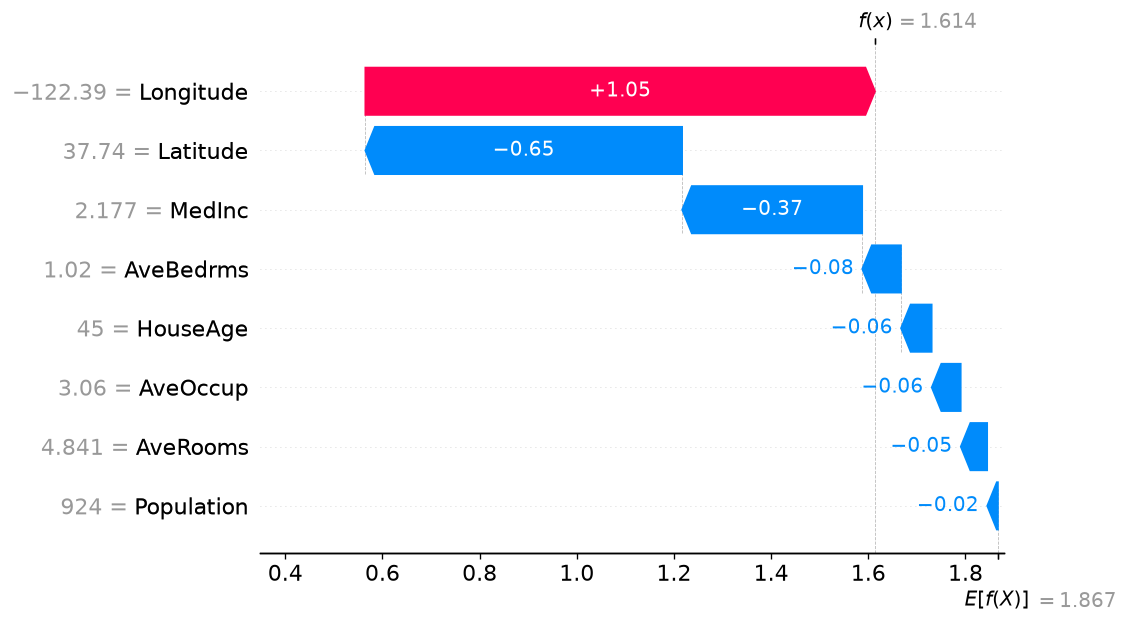 f(x) = 1.614
−122.39 = Longitude +1.05
37.74 = Latitude −0.65
2.177 = MedInc −0.37
1.02 = AveBedrms −0.08
45 = HouseAge −0.06
3.06 = AveOccup −0.06
4.841 = AveRooms −0.05
924 = Population −0.02
0.4 0.6 0.8 1.0 1.2 1.4 1.6 1.8
E[f(X)] = 1.867